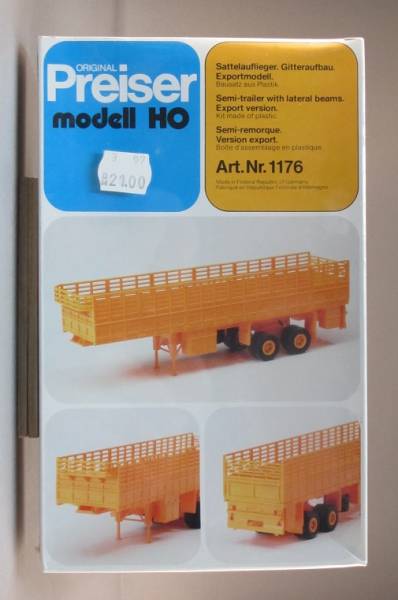 ORIGINAL
Preiser
modell HO
21.00
Sattelauflieger. Gitteraufbau.
Exportmodell.
Bausatz aus Plastik.
Semi-trailer with lateral beams.
Export version.
Kit made of plastic.
Semi-remorque.
Version export.
Boîte d'assemblage en plastique.
Art.Nr. 1176
Made in Federal Republic of Germany
Fabriqué en République Fédérale d'Allemagne